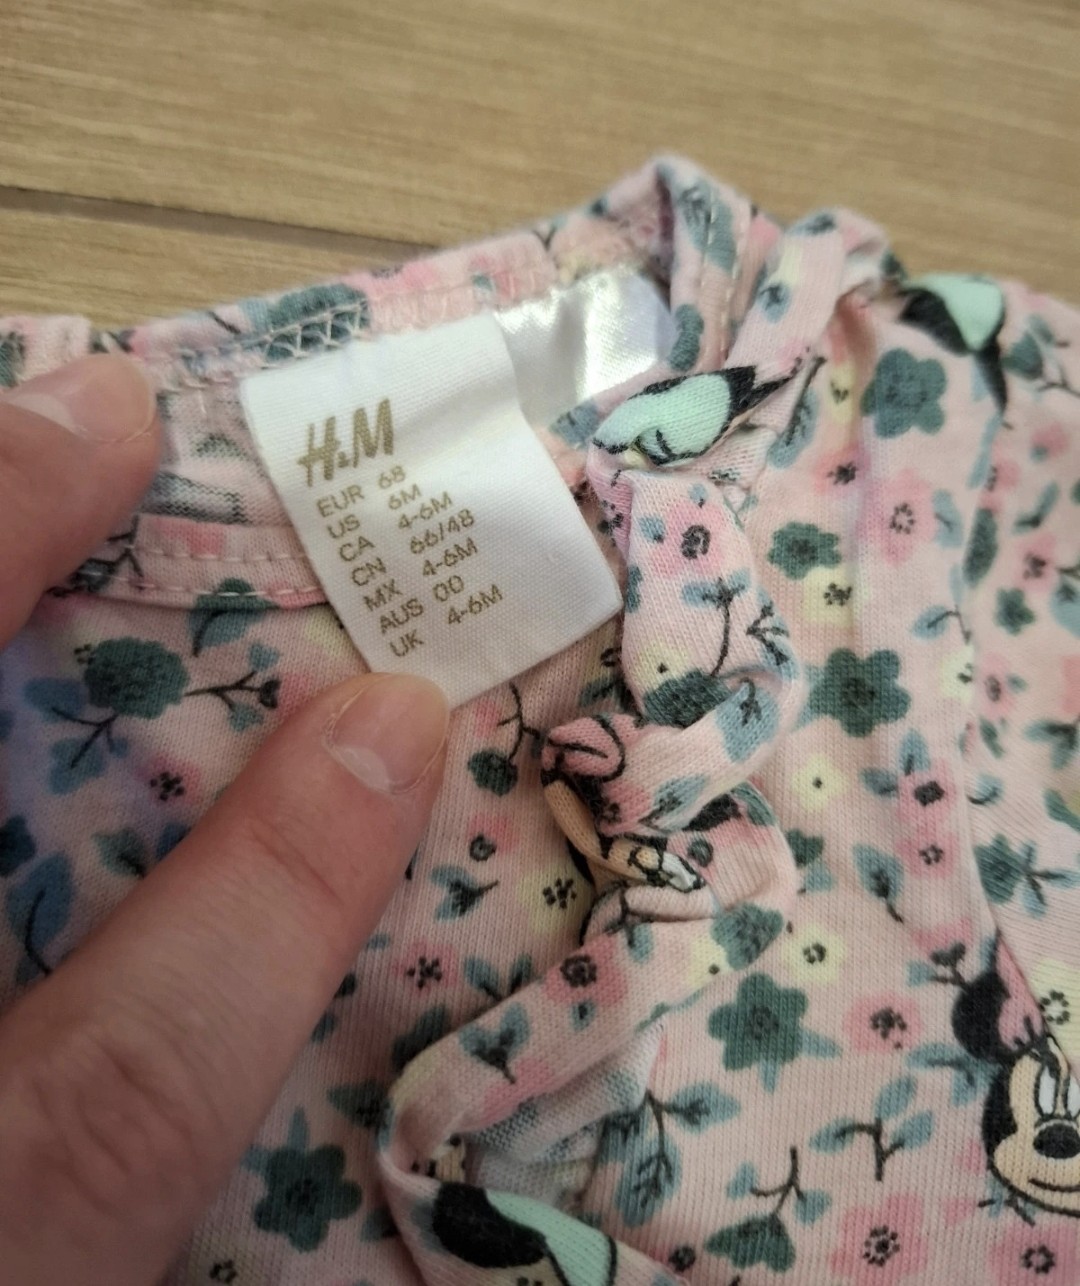 H&M
EUR 68
US 6M
CA 4-6M
CN 66/48
MX 4-6M
AUS 00
UK 4-6M